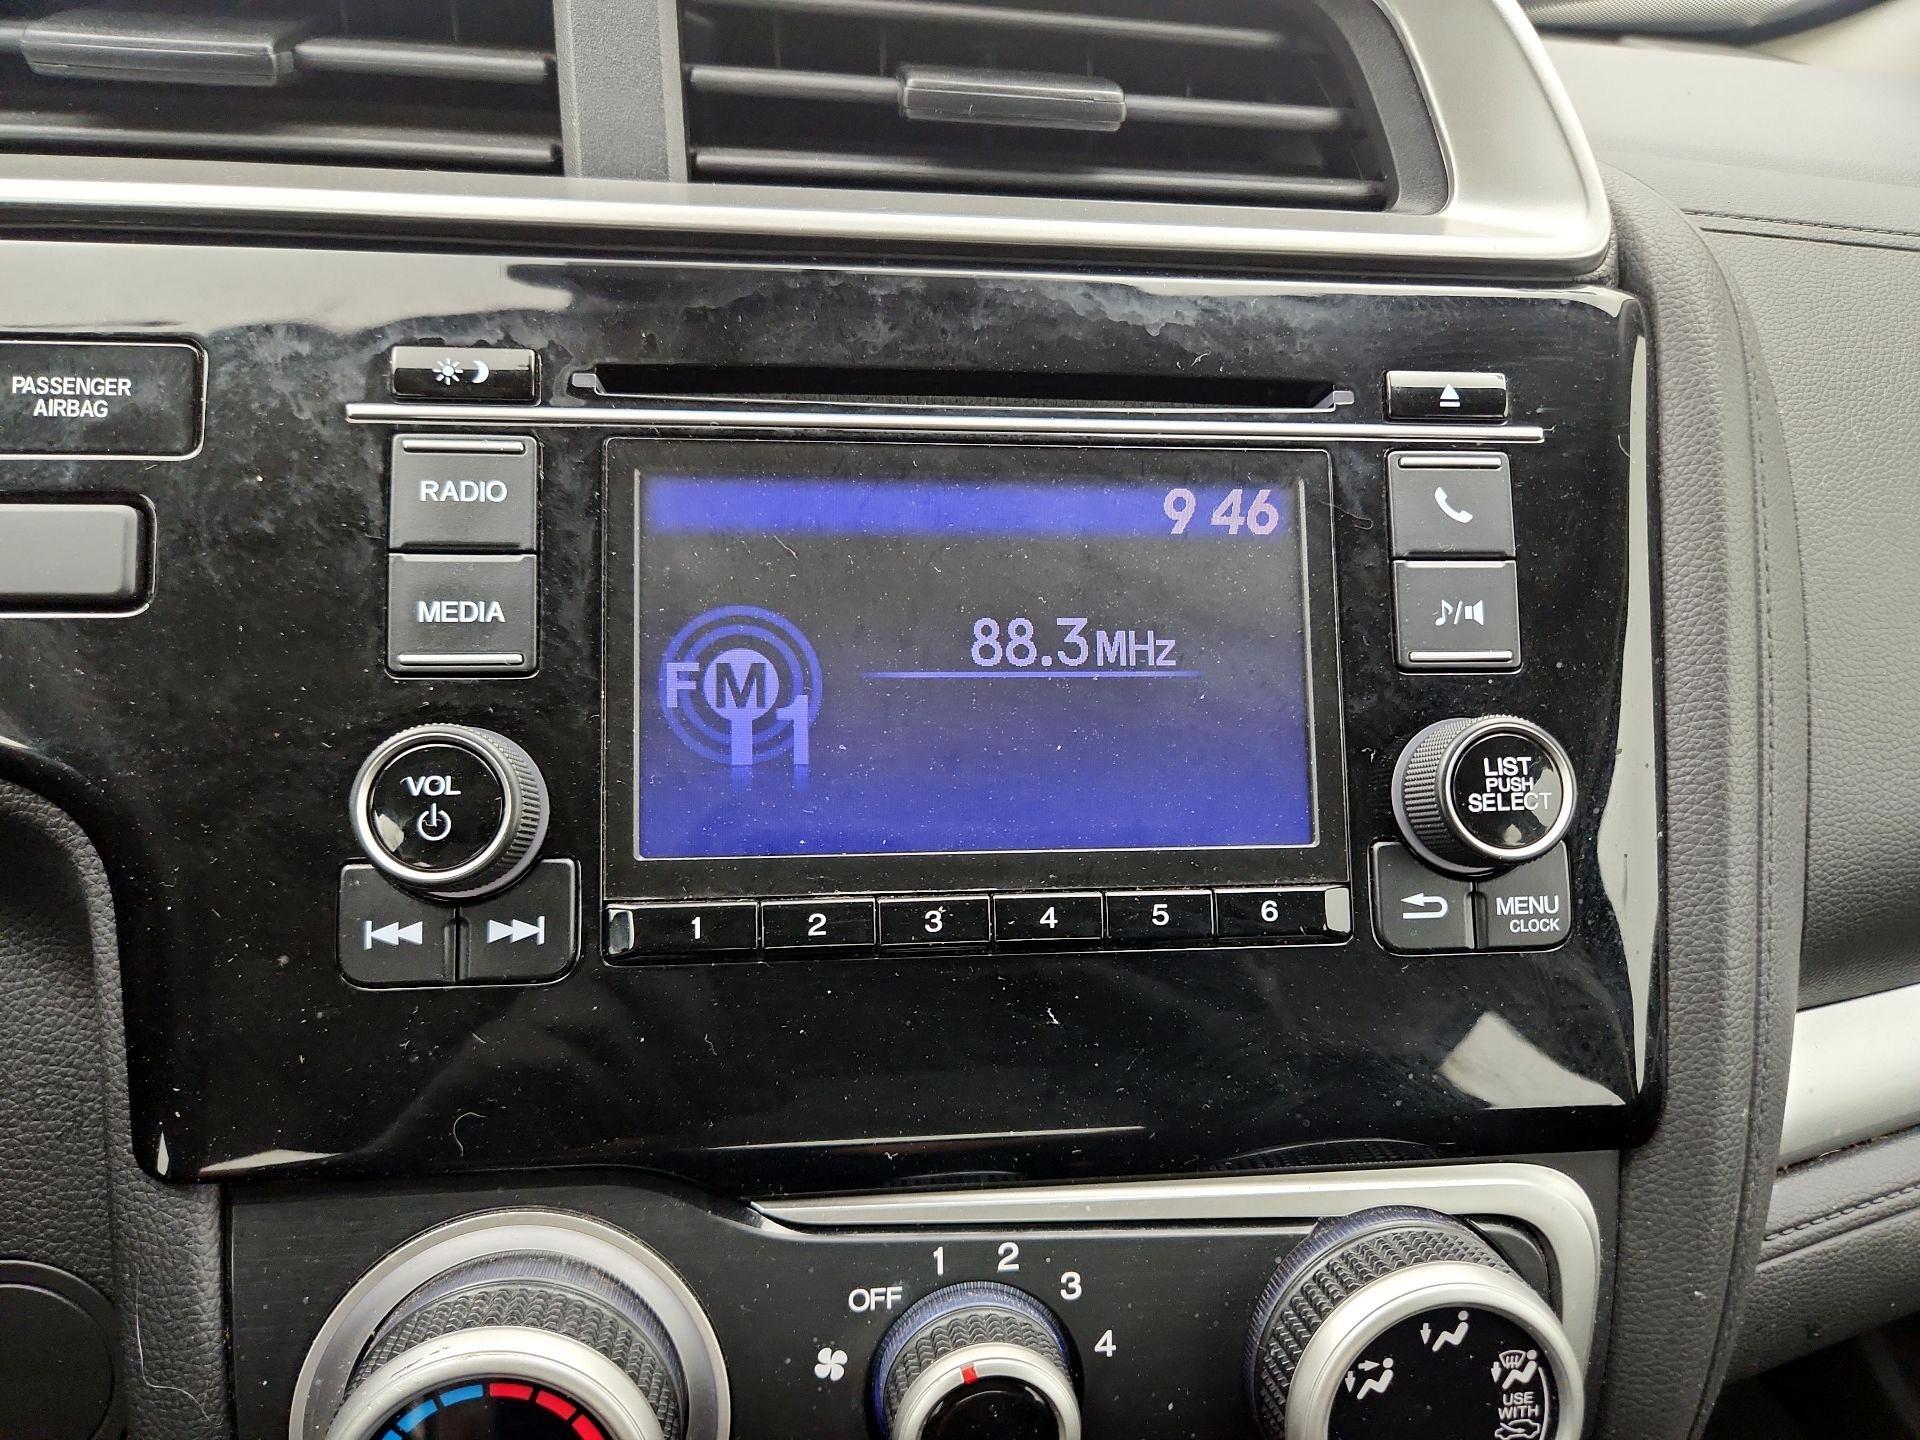 PASSENGER
AIRBAG
RADIO
MEDIA
9 46
88.3MHz
FM
1
VOL
LIST
PUSH
SELECT
1 2 3 4 5 6
MENU
CLOCK
OFF 1 2 3 4
USE
WITH